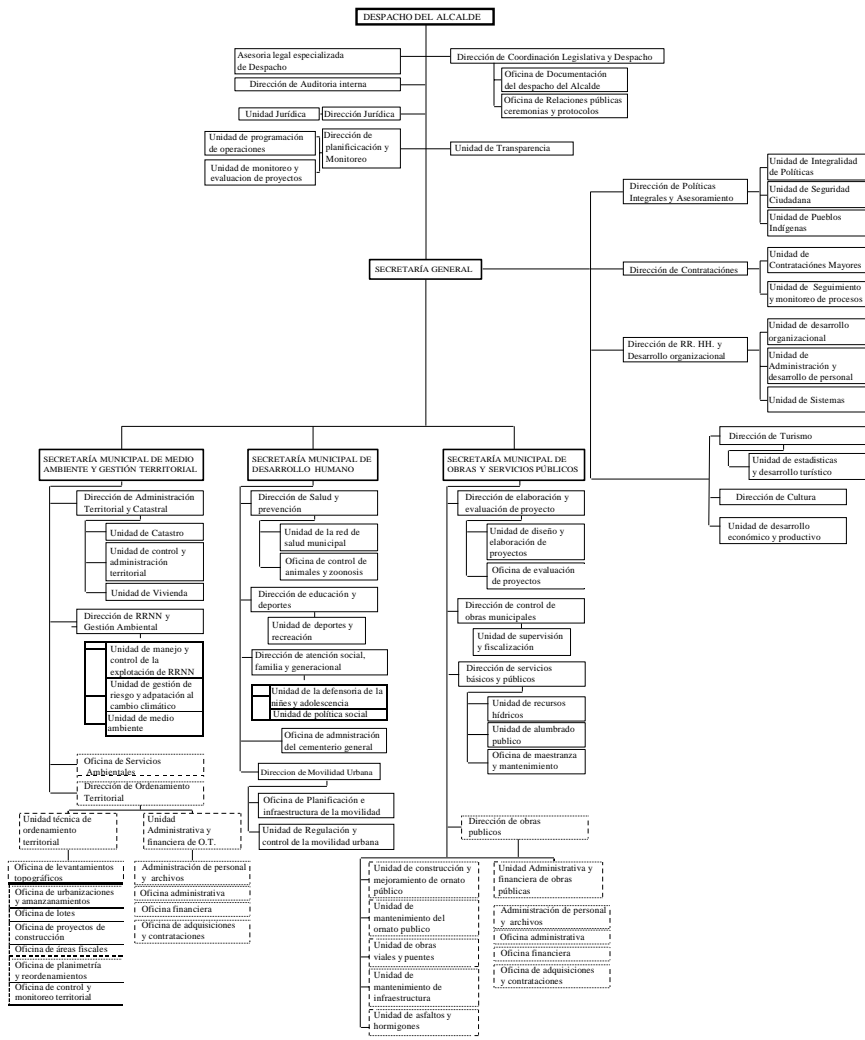 DESPACHO DEL ALCALDE
Asesoria legal especializada
de Despacho
Dirección de Coordinación Legislativa y Despacho
Oficina de Documentación
del despacho del Alcalde
Oficina de Relaciones públicas
ceremonias y protocolos
Dirección de Auditoria interna
Unidad Jurídica
Dirección Jurídica
Unidad de programación
de operaciones
Dirección de
planificicación y
Monitoreo
Unidad de monitoreo y
evaluacion de proyectos
Unidad de Transparencia
SECRETARÍA GENERAL
Dirección de Políticas
Integrales y Asesoramiento
Unidad de Integralidad
de Políticas
Unidad de Seguridad
Ciudadana
Unidad de Pueblos
Indígenas
Dirección de Contrataciónes
Unidad de
Contrataciónes Mayores
Unidad de Seguimiento
y monitoreo de procesos
Dirección de RR. HH. y
Desarrollo organizacional
Unidad de desarrollo
organizacional
Unidad de
Administración y
desarrollo de personal
Unidad de Sistemas
Dirección de Turismo
Unidad de estadisticas
y desarrollo turístico
Dirección de Cultura
Unidad de desarrollo
económico y productivo
SECRETARÍA MUNICIPAL DE MEDIO
AMBIENTE Y GESTIÓN TERRITORIAL
Dirección de Administración
Territorial y Catastral
Unidad de Catastro
Unidad de control y
administración
territorial
Unidad de Vivienda
Dirección de RRNN y
Gestión Ambiental
Unidad de manejo y
control de la
explotación de RRNN
Unidad de gestión de
riesgo y adpatación al
cambio climático
Unidad de medio
ambiente
Oficina de Servicios
Ambientales
Dirección de Ordenamiento
Territorial
Unidad técnica de
ordenamiento
territorial
Oficina de levantamientos
topográficos
Oficina de urbanizaciones
y amanzanamientos
Oficina de lotes
Oficina de proyectos de
construcción
Oficina de áreas fiscales
Oficina de planimetría
y reordenamientos
Oficina de control y
monitoreo territorial
Unidad
Administrativa y
financiera de O.T.
Administración de personal
y archivos
Oficina administrativa
Oficina financiera
Oficina de adquisiciones
y contrataciones
SECRETARÍA MUNICIPAL DE
DESARROLLO HUMANO
Dirección de Salud y
prevención
Unidad de la red de
salud municipal
Oficina de control de
animales y zoonosis
Dirección de educación y
deportes
Unidad de deportes y
recreación
Dirección de atención social,
familia y generacional
Unidad de la defensoria de la
niñes y adolescencia
Unidad de política social
Oficina de admnistración
del cementerio general
Direccion de Movilidad Urbana
Oficina de Planificación e
infraestructura de la movilidad
Unidad de Regulación y
control de la movilidad urbana
SECRETARÍA MUNICIPAL DE
OBRAS Y SERVICIOS PÚBLICOS
Dirección de elaboración y
evaluación de proyecto
Unidad de diseño y
elaboración de
proyectos
Oficina de evaluación
de proyectos
Dirección de control de
obras municipales
Unidad de supervisión
y fiscalización
Dirección de servicios
básicos y públicos
Unidad de recursos
hídricos
Unidad de alumbrado
publico
Oficina de maestranza
y mantenimiento
Dirección de obras
publicos
Unidad de construcción y
mejoramiento de ornato
público
Unidad de
mantenimiento del
ornato publico
Unidad de obras
viales y puentes
Unidad de
mantenimiento de
infraestructura
Unidad de asfaltos y
hormigones
Unidad Administrativa y
financiera de obras
públicas
Administración de personal
y archivos
Oficina administrativa
Oficina financiera
Oficina de adquisiciones
y contrataciones